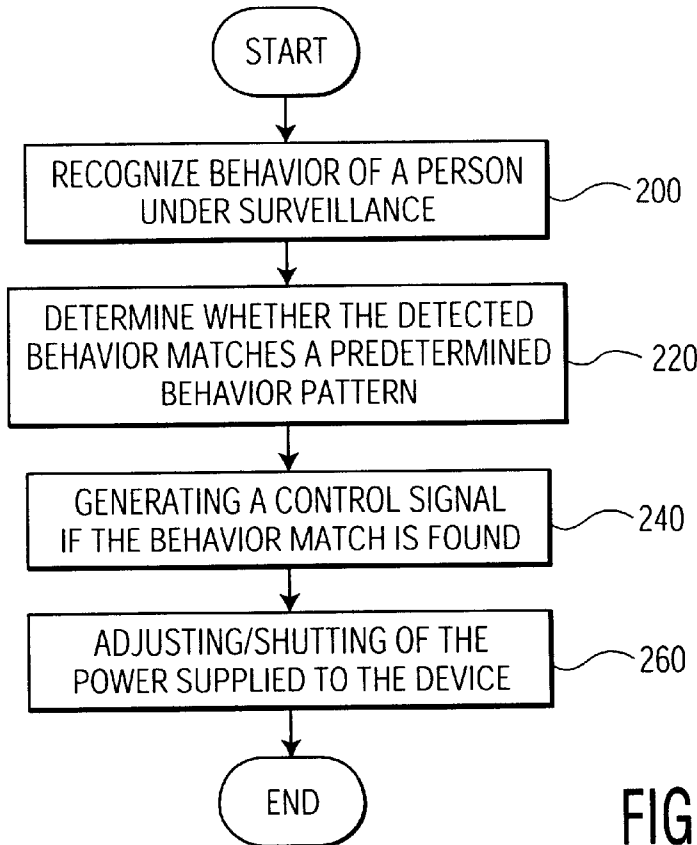 START
RECOGNIZE BEHAVIOR OF A PERSON
UNDER SURVEILLANCE
200
DETERMINE WHETHER THE DETECTED
BEHAVIOR MATCHES A PREDETERMINED
BEHAVIOR PATTERN
220
GENERATING A CONTROL SIGNAL
IF THE BEHAVIOR MATCH IS FOUND
240
ADJUSTING/SHUTTING OF THE
POWER SUPPLIED TO THE DEVICE
260
END
FIG